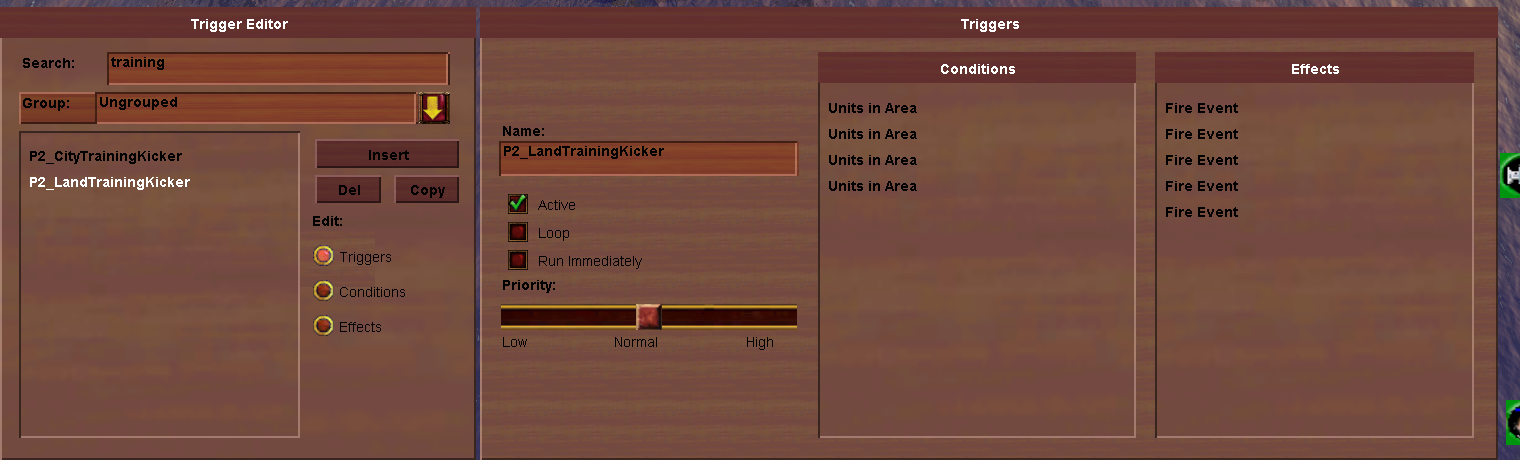 Trigger Editor
Search: training
Group: Ungrouped
P2_CityTrainingKicker
P2_LandTrainingKicker
Insert
Del Copy
Edit:
Triggers
Conditions
Effects
Triggers
Name:
P2_LandTrainingKicker
Active
Loop
Run Immediately
Priority:
Low Normal High
Conditions
Units in Area
Units in Area
Units in Area
Units in Area
Effects
Fire Event
Fire Event
Fire Event
Fire Event
Fire Event